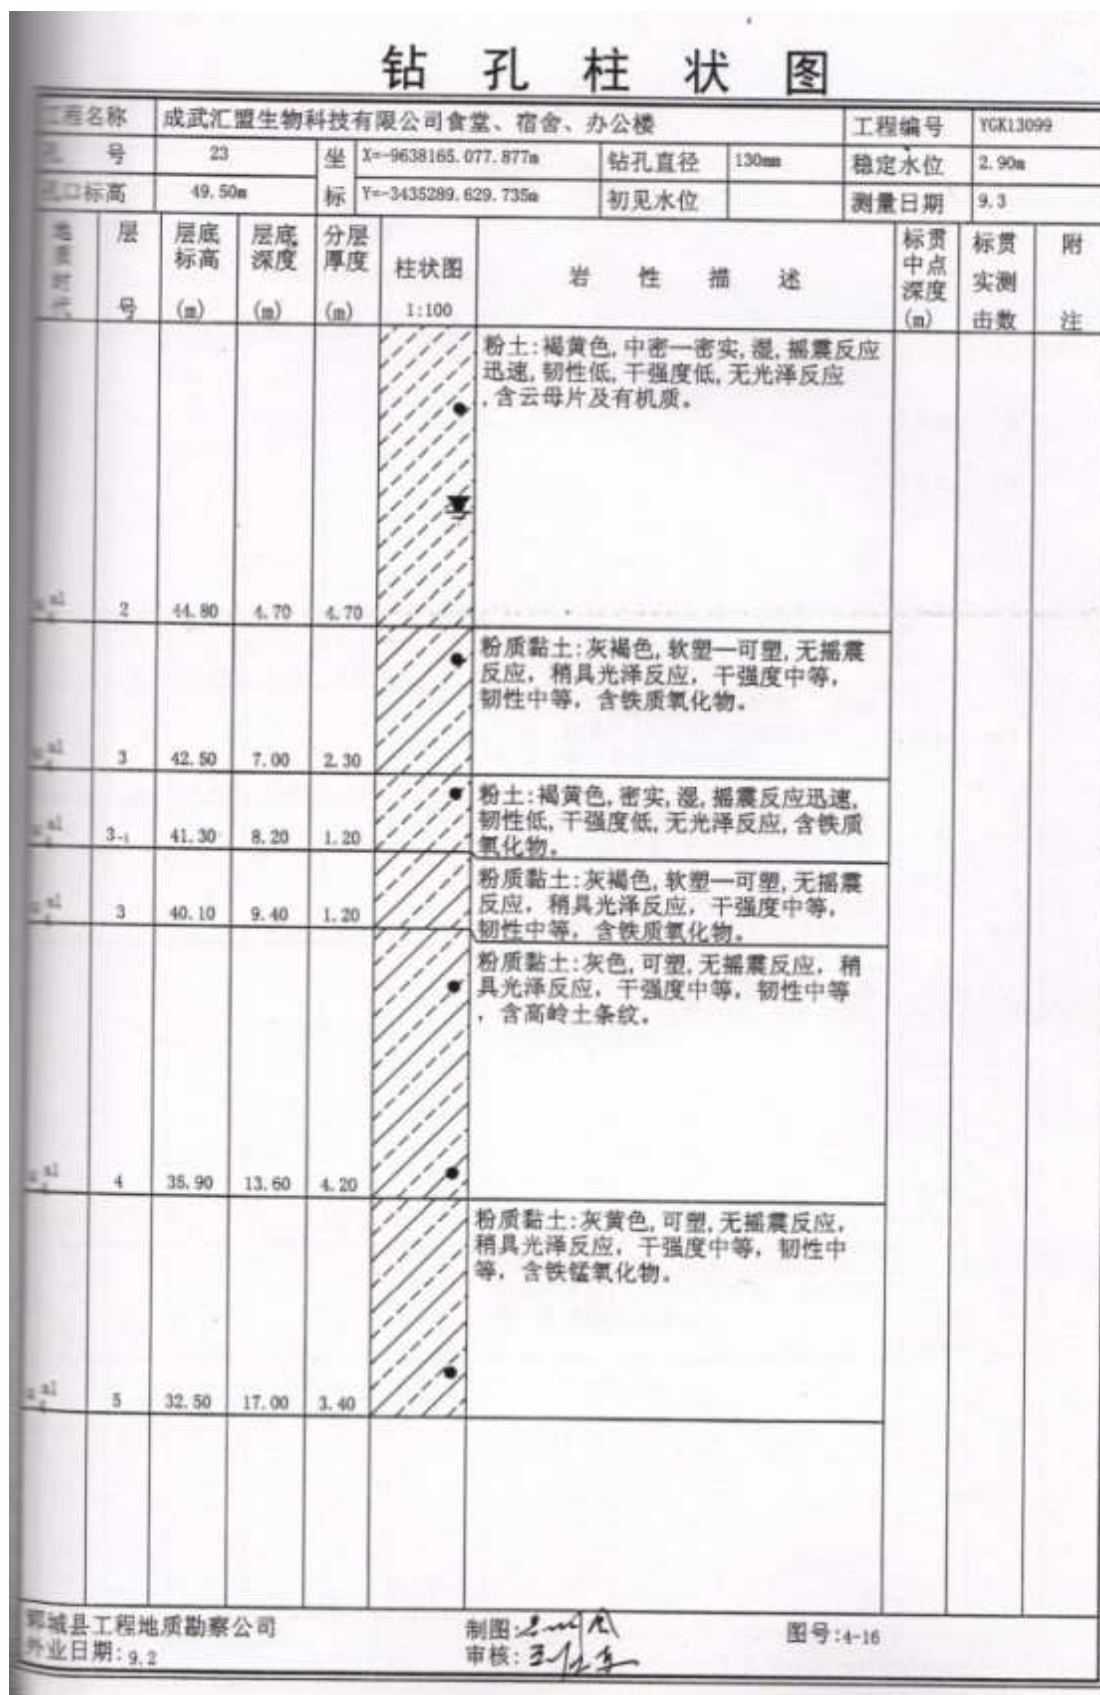 钻孔柱状图
工程名称 成武汇盟生物科技有限公司食堂、宿舍、办公楼 工程编号 YGK13099
孔号 23 坐 X=-9638165.077.877m 钻孔直径 130mm 稳定水位 2.90m
孔口标高 49.50m 标 Y=-3435289.629.735m 初见水位 测量日期 9.3
地质时代 层号 层底标高(m) 层底深度(m) 分层厚度(m) 柱状图 1:100 岩性描述 标贯中点深度(m) 标贯实测击数 附注
粉土:褐黄色,中密—密实,湿,摇震反应
迅速,韧性低,干强度低,无光泽反应
,含云母片及有机质。
al 2 44.80 4.70 4.70
粉质黏土:灰褐色,软塑—可塑,无摇震
反应,稍具光泽反应,干强度中等,
韧性中等,含铁质氧化物。
al 3 42.50 7.00 2.30
粉土:褐黄色,密实,湿,摇震反应迅速,
韧性低,干强度低,无光泽反应,含铁质
氧化物。
al 3-1 41.30 8.20 1.20
粉质黏土:灰褐色,软塑—可塑,无摇震
反应,稍具光泽反应,干强度中等,
韧性中等,含铁质氧化物。
al 3 40.10 9.40 1.20
粉质黏土:灰色,可塑,无摇震反应,稍
具光泽反应,干强度中等,韧性中等
,含高岭土条纹。
al 4 35.90 13.60 4.20
粉质黏土:灰黄色,可塑,无摇震反应,
稍具光泽反应,干强度中等,韧性中
等,含铁锰氧化物。
al 5 32.50 17.00 3.40
城县工程地质勘察公司 制图: 图号:4-16
外业日期:9.2 审核: